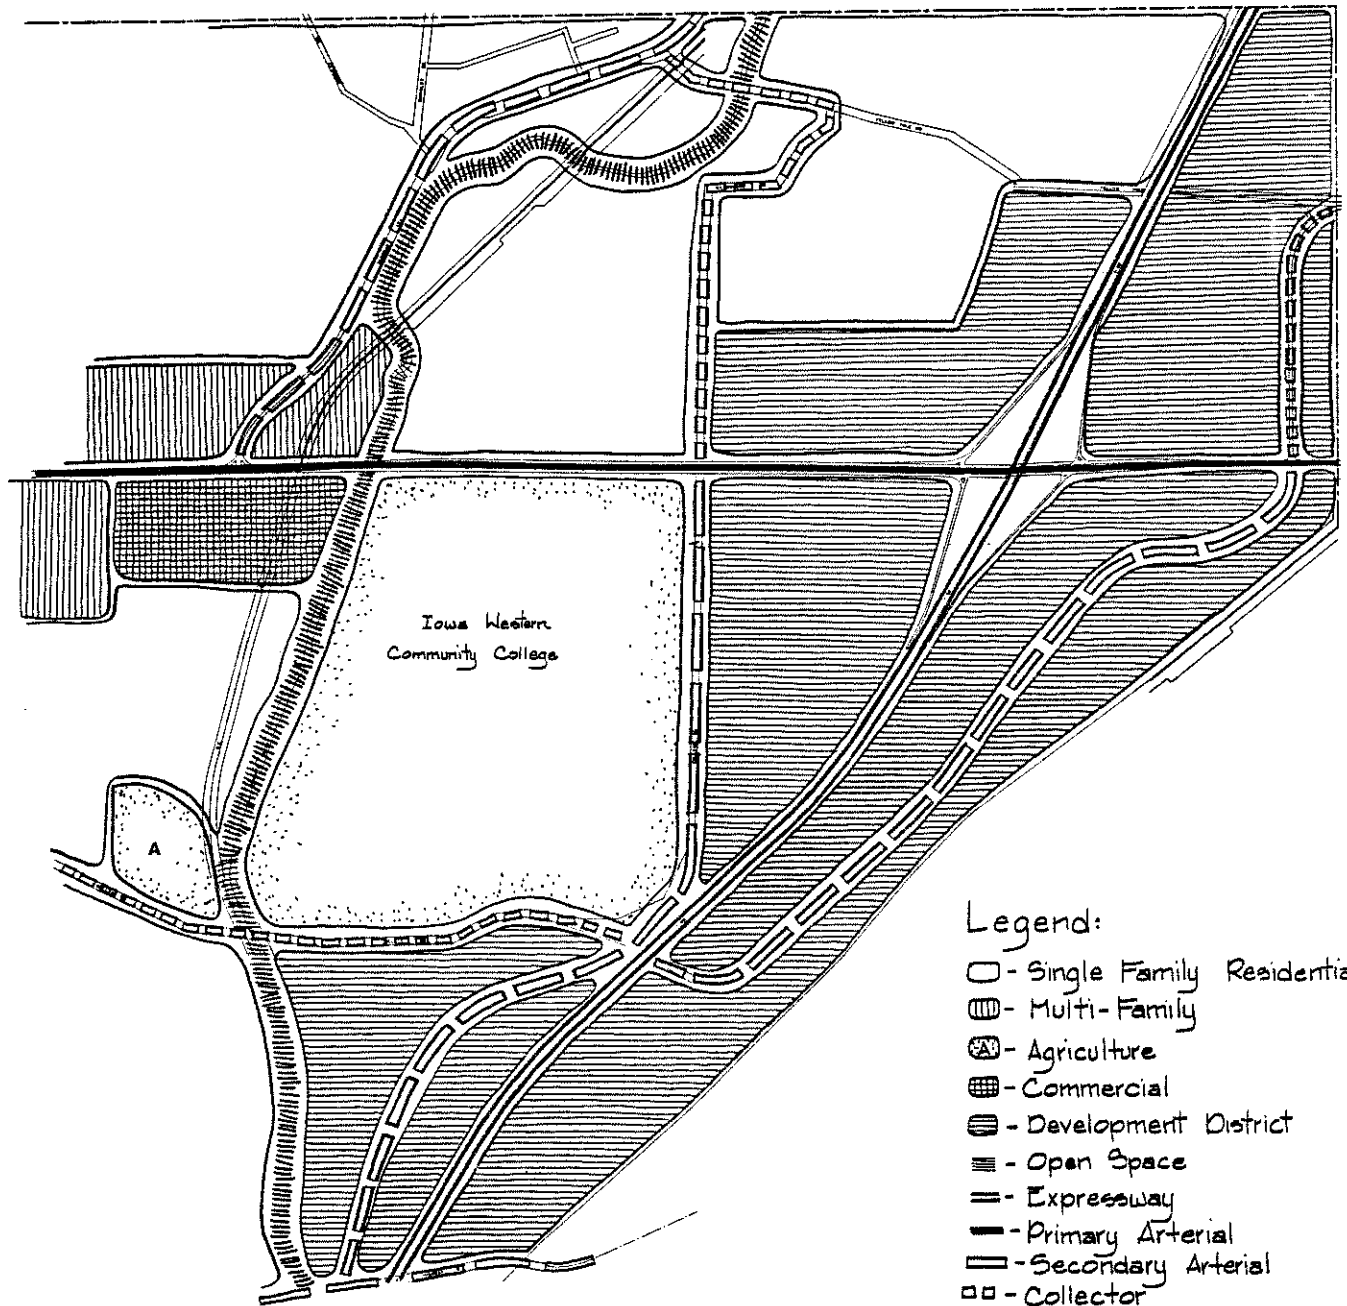 Iowa Western
Community College
A
Legend:
- Single Family Residentia
- Multi-Family
A - Agriculture
- Commercial
- Development District
- Open Space
- Expressway
- Primary Arterial
- Secondary Arterial
- Collector